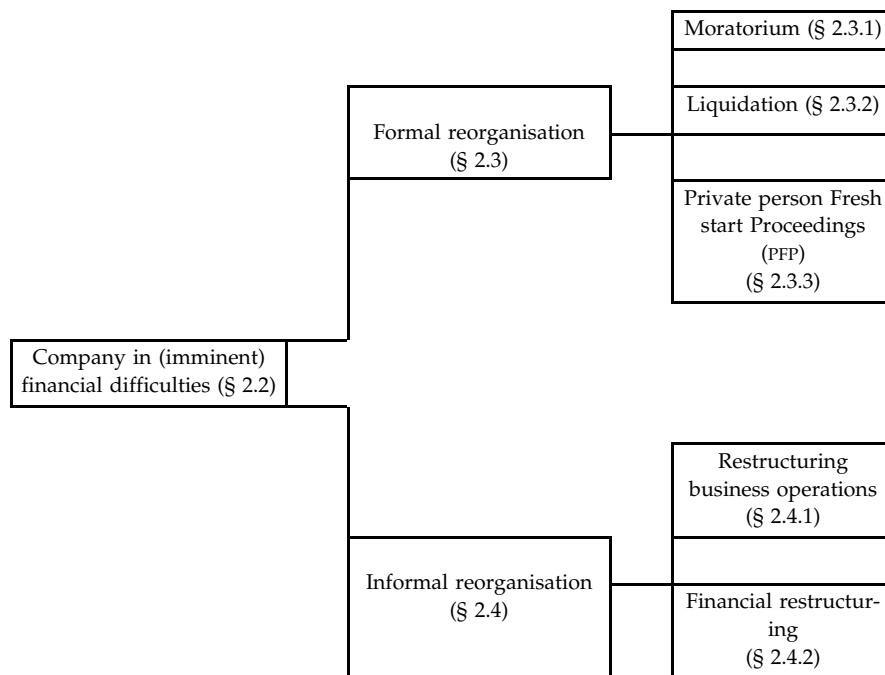 Moratorium (§ 2.3.1)
Liquidation (§ 2.3.2)
Formal reorganisation
(§ 2.3)
Private person Fresh
start Proceedings
(PFP)
(§ 2.3.3)
Company in (imminent)
financial difficulties (§ 2.2)
Restructuring
business operations
(§ 2.4.1)
Informal reorganisation
(§ 2.4)
Financial restructur-
ing
(§ 2.4.2)